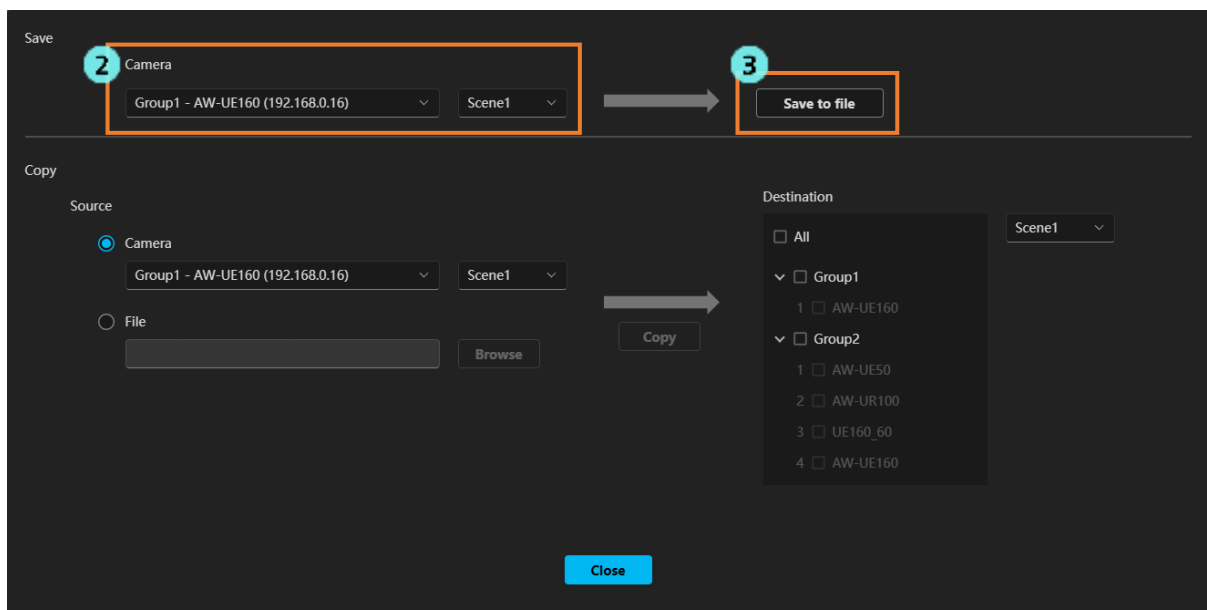 Save
2
Camera
3
Group1 - AW-UE160 (192.168.0.16)
Scene1
Save to file
Copy
Source
Destination
Camera
All
Scene1
Group1 - AW-UE160 (192.168.0.16)
Scene1
Group1
1 AW-UE160
File
Copy
Group2
Browse
1 AW-UE50
2 AW-UR100
3 UE160_60
4 AW-UE160
Close